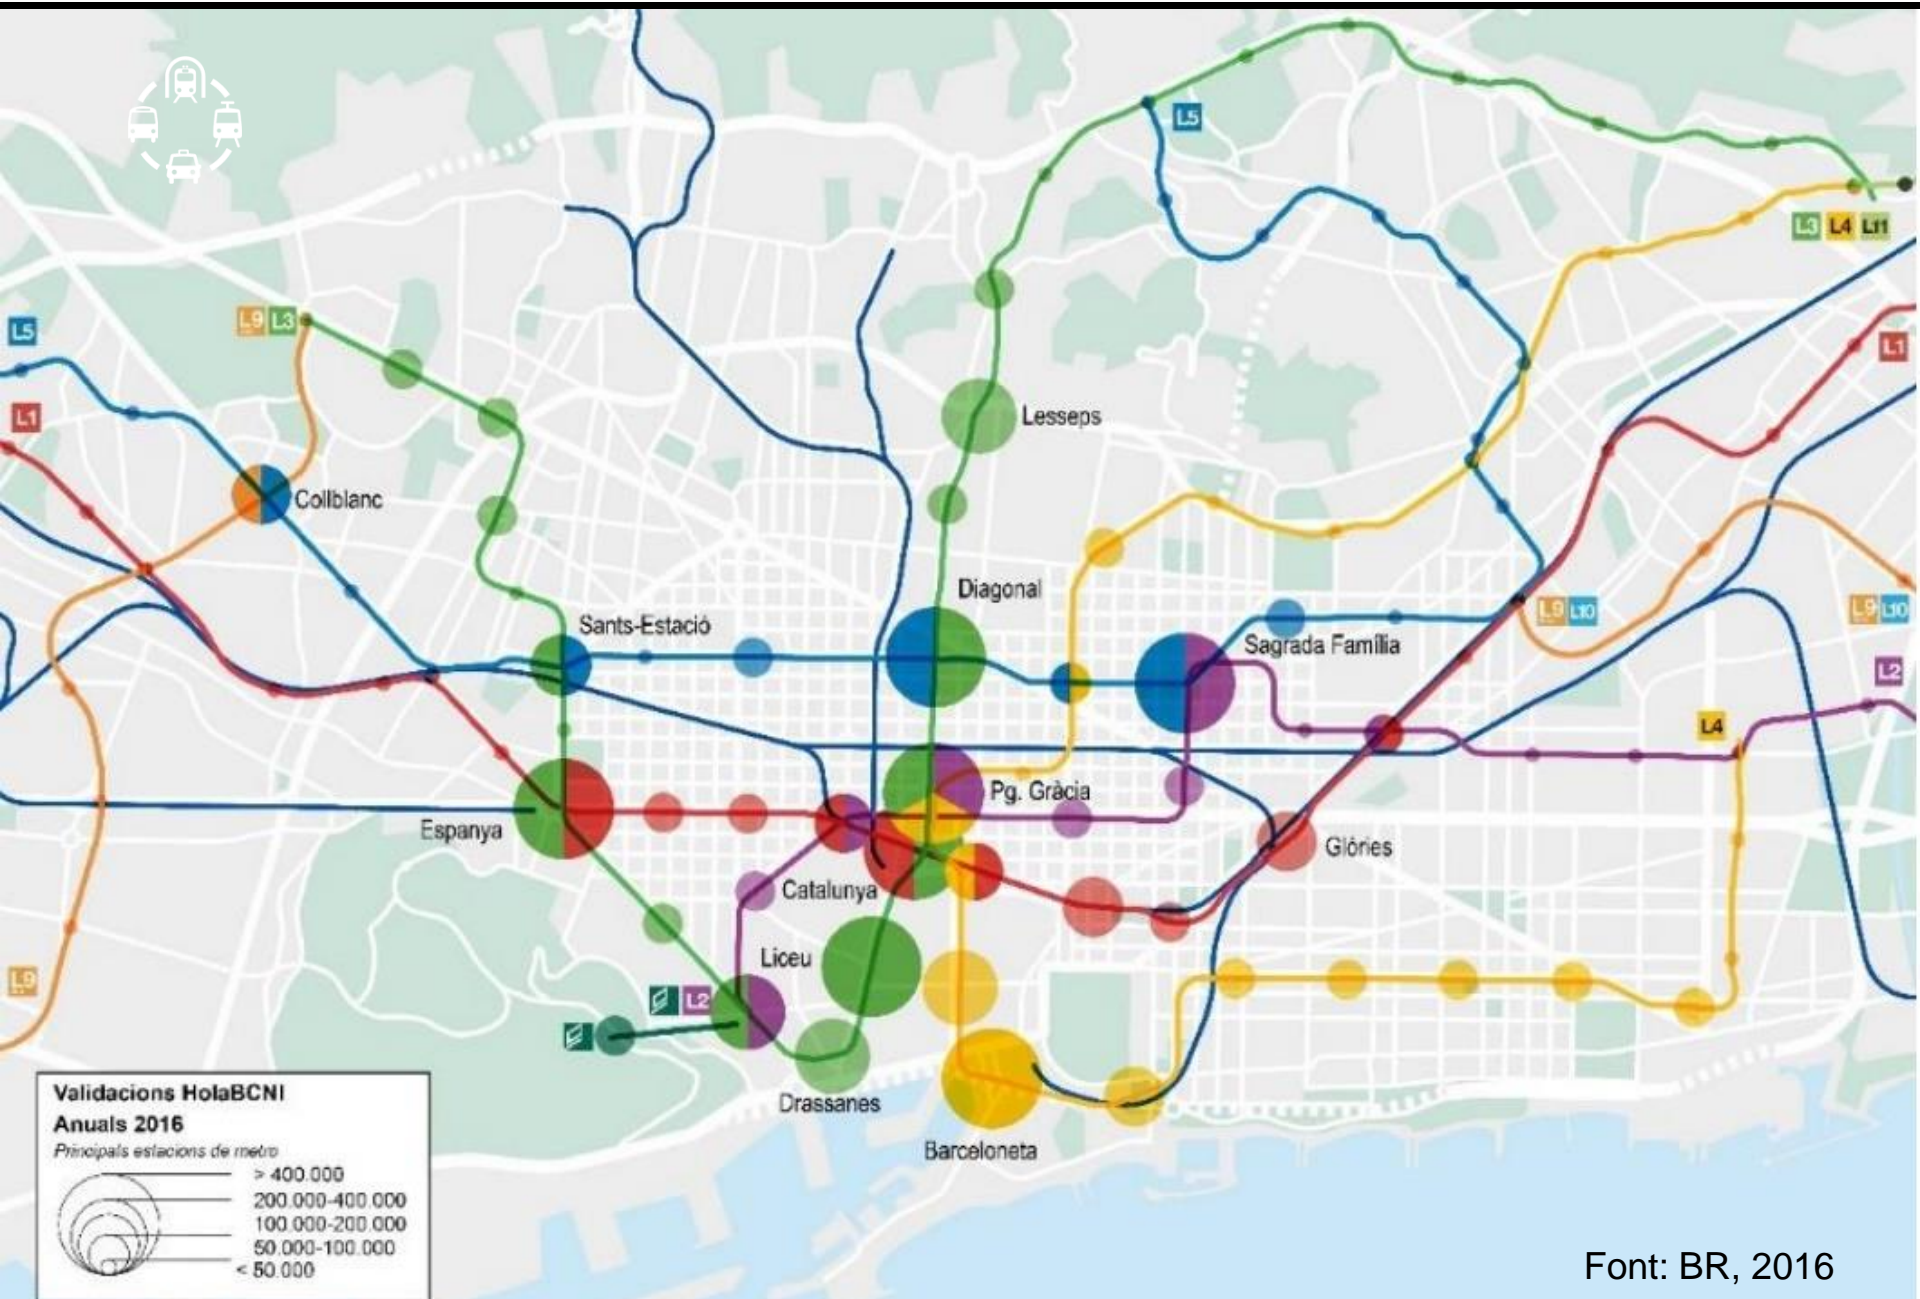 L5
L3 L4 L11
L9 L3
L5
L1
L1
Lesseps
Collblanc
Diagonal
L9 L10
L9 L10
Sants-Estació
Sagrada Família
L2
L4
Pg. Gràcia
Espanya
Glòries
Catalunya
Liceu
L9
L2
Drassanes
Barceloneta
Validacions HolaBCN!
Anuals 2016
Principals estacions de metro
> 400.000
200.000-400.000
100.000-200.000
50.000-100.000
< 50.000
Font: BR, 2016